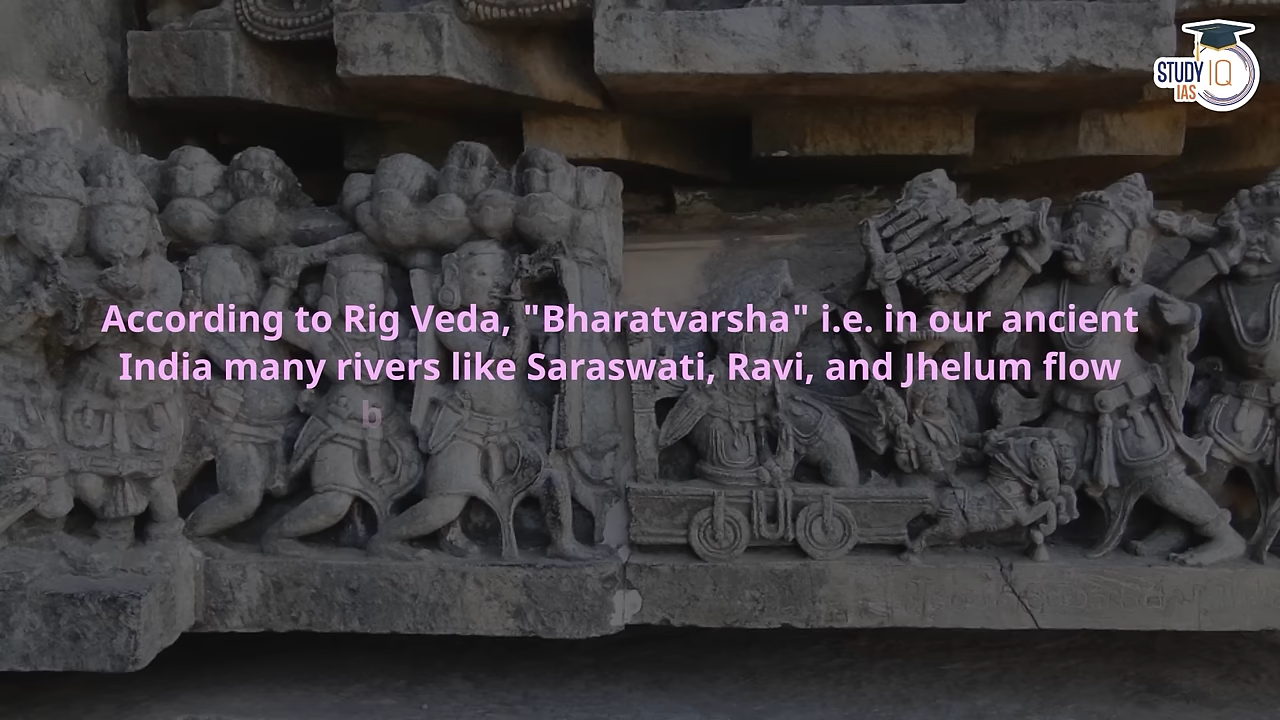 STUDY IQ
IAS
According to Rig Veda, "Bharatvarsha" i.e. in our ancient
India many rivers like Saraswati, Ravi, and Jhelum flow
b